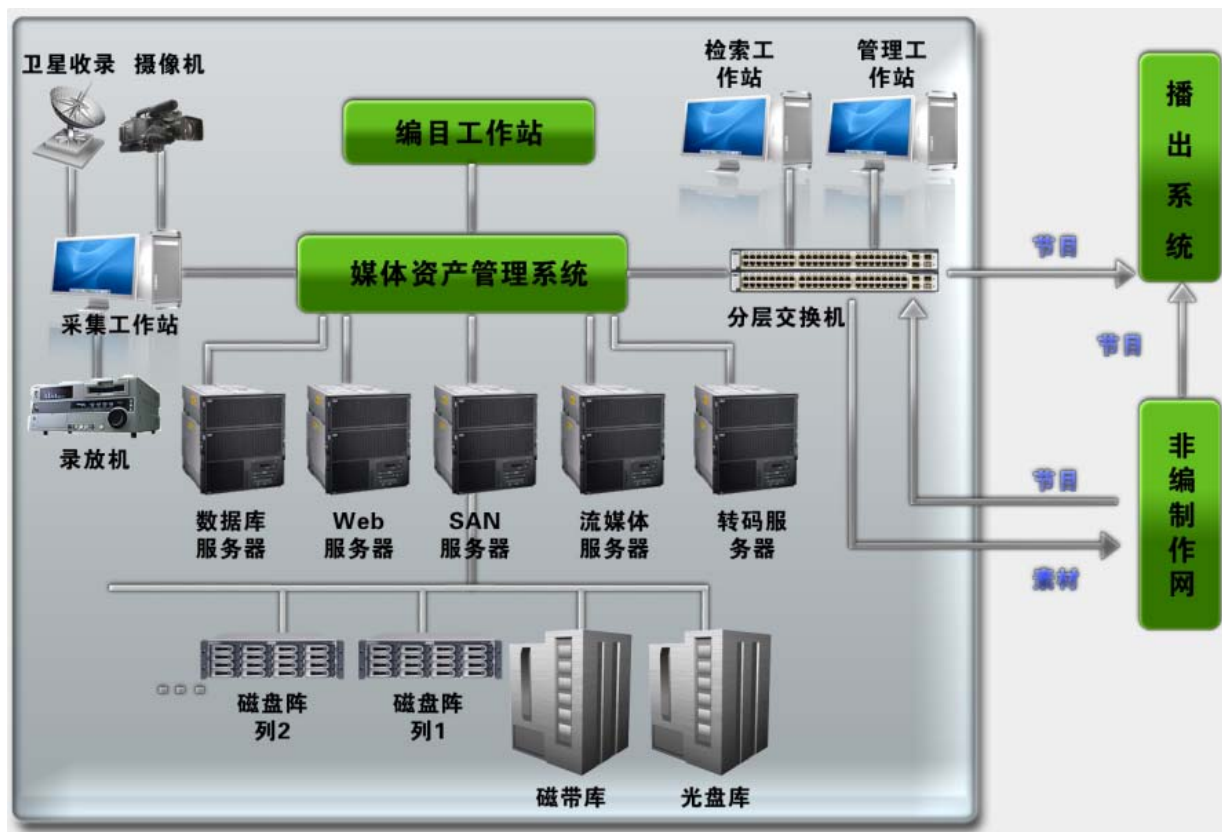 卫星收录
摄像机
检索工
作站
管理工
作站
编目工作站
播出系统
媒体资产管理系统
节目
采集工作站
分层交换机
节目
录放机
非编制作网
节目
数据库
服务器
Web
服务器
SAN
服务器
流媒体
服务器
转码服
务器
素材
磁盘阵
列2
磁盘阵
列1
磁带库
光盘库